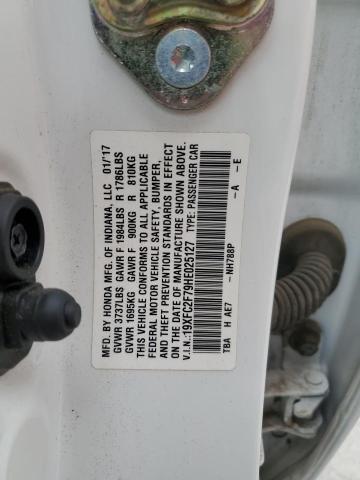 MFD. BY HONDA MFG. OF INDIANA, LLC 01/'17
GVWR 3737LBS GAWR F 1984LBS R 1786LBS
GVWR 1695KG GAWR F 900KG R 810KG
THIS VEHICLE CONFORMS TO ALL APPLICABLE
FEDERAL MOTOR VEHICLE SAFETY, BUMPER,
AND THEFT PREVENTION STANDARDS IN EFFECT
ON THE DATE OF MANUFACTURE SHOWN ABOVE.
V.I.N.:19XFC2F79HE025127 TYPE: PASSENGER CAR
TBA H AE7 -NH788P -A -E